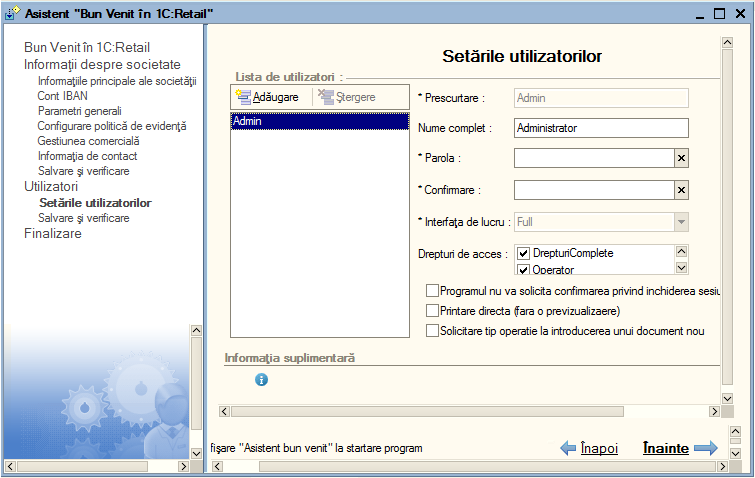 Asistent "Bun Venit în 1C:Retail"
Bun Venit în 1C:Retail
Informaţii despre societate
Informaţiile principale ale societăţii
Cont IBAN
Parametri generali
Configurare politică de evidenţă
Gestiunea comercială
Informaţia de contact
Salvare şi verificare
Utilizatori
Setările utilizatorilor
Salvare şi verificare
Finalizare
Setările utilizatorilor
Lista de utilizatori :
Adăugare
Ştergere
Admin
* Prescurtare : Admin
Nume complet : Administrator
* Parola :
* Confirmare :
* Interfaţa de lucru : Full
Drepturi de acces : DrepturiComplete
Operator
Programul nu va solicita confirmarea privind inchiderea sesiu
Printare directa (fara o previzualizaere)
Solicitare tip operatie la introducerea unui document nou
Informaţia suplimentară
fişare "Asistent bun venit" la startare program
Înapoi
Înainte